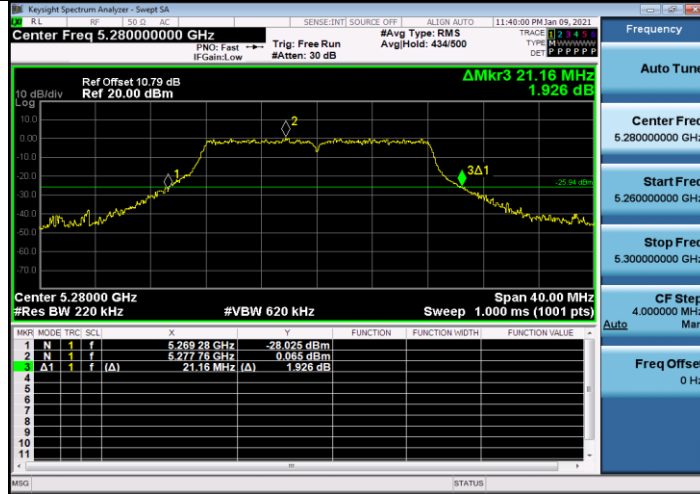 Keysight Spectrum Analyzer - Swept SA
RL RF 50 Ω AC SENSE:INT SOURCE OFF ALIGN AUTO 11:40:00 PM Jan 09, 2021
Center Freq 5.280000000 GHz
PNO: Fast
IFGain:Low
Trig: Free Run
#Atten: 30 dB
#Avg Type: RMS
Avg|Hold: 434/500
TRACE 1 2 3 4 5 6
TYPE M WWWWW
DET P P P P P P
Ref Offset 10.79 dB
Ref 20.00 dBm
10 dB/div
Log
ΔMkr3 21.16 MHz
1.926 dB
10.0
0.00
-10.0
-20.0
-30.0
-40.0
-50.0
-60.0
-70.0
1
2
3Δ1
-25.94 dBm
Center 5.28000 GHz Span 40.00 MHz
#Res BW 220 kHz #VBW 620 kHz Sweep 1.000 ms (1001 pts)
MKR MODE TRC SCL X Y FUNCTION FUNCTION WIDTH FUNCTION VALUE
1 N 1 f 5.269 28 GHz -28.025 dBm
2 N 1 f 5.277 76 GHz 0.065 dBm
3 Δ1 1 f (Δ) 21.16 MHz (Δ) 1.926 dB
4
5
6
7
8
9
10
11
MSG STATUS
Frequency
Auto Tune
Center Freq
5.280000000 GHz
Start Freq
5.260000000 GHz
Stop Freq
5.300000000 GHz
CF Step
4.000000 MHz
Auto Man
Freq Offset
0 Hz